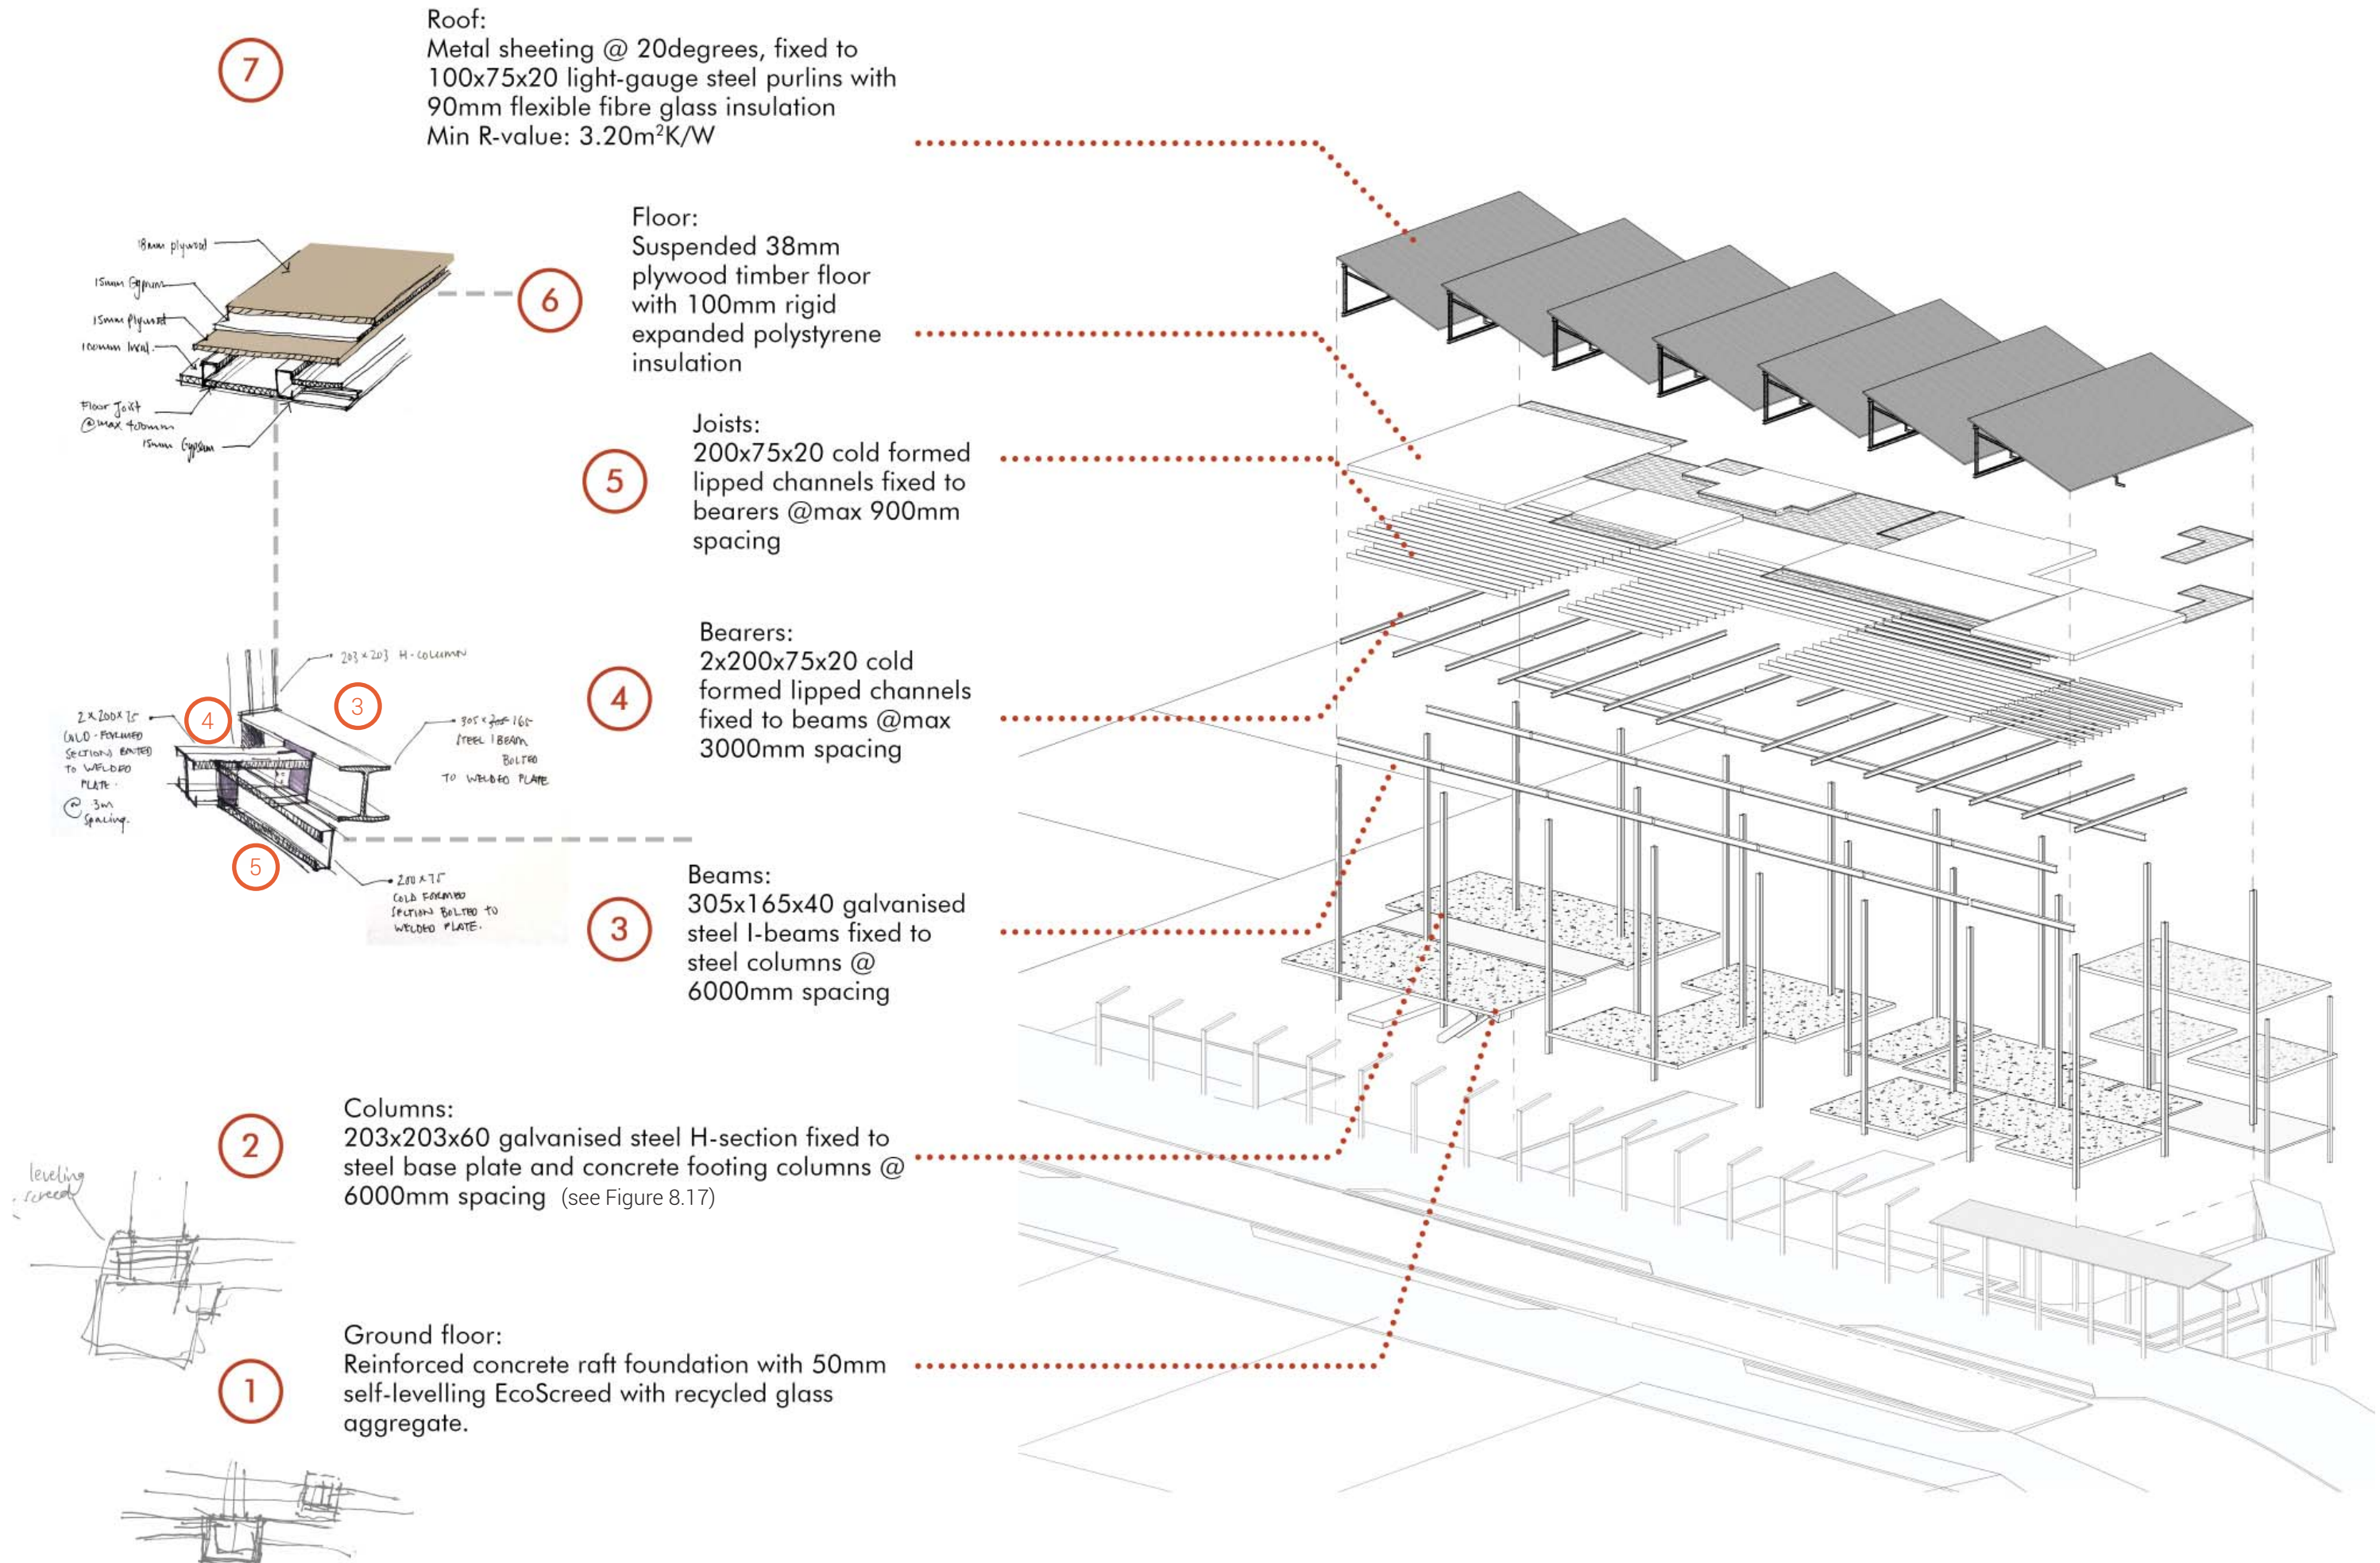 7
Roof:
Metal sheeting @ 20degrees, fixed to
100x75x20 light-gauge steel purlins with
90mm flexible fibre glass insulation
Min R-value: 3.20m²K/W
18mm plywood
15mm Gypsum
15mm Plywood
100mm Insul.
Floor Joist
@max 400mm
15mm Gypsum
6
Floor:
Suspended 38mm
plywood timber floor
with 100mm rigid
expanded polystyrene
insulation
5
Joists:
200x75x20 cold formed
lipped channels fixed to
bearers @max 900mm
spacing
203x203 H-COLUMN
3
4
2x200x75
COLD-FORMED
SECTION BOLTED
TO WELDED
PLATE.
@ 3m
Spacing.
305x 165
STEEL I BEAM
BOLTED
TO WELDED PLATE
5
200x75
COLD FORMED
SECTION BOLTED TO
WELDED PLATE.
4
Bearers:
2x200x75x20 cold
formed lipped channels
fixed to beams @max
3000mm spacing
3
Beams:
305x165x40 galvanised
steel I-beams fixed to
steel columns @
6000mm spacing
2
Columns:
203x203x60 galvanised steel H-section fixed to
steel base plate and concrete footing columns @
6000mm spacing (see Figure 8.17)
leveling
screed
1
Ground floor:
Reinforced concrete raft foundation with 50mm
self-levelling EcoScreed with recycled glass
aggregate.